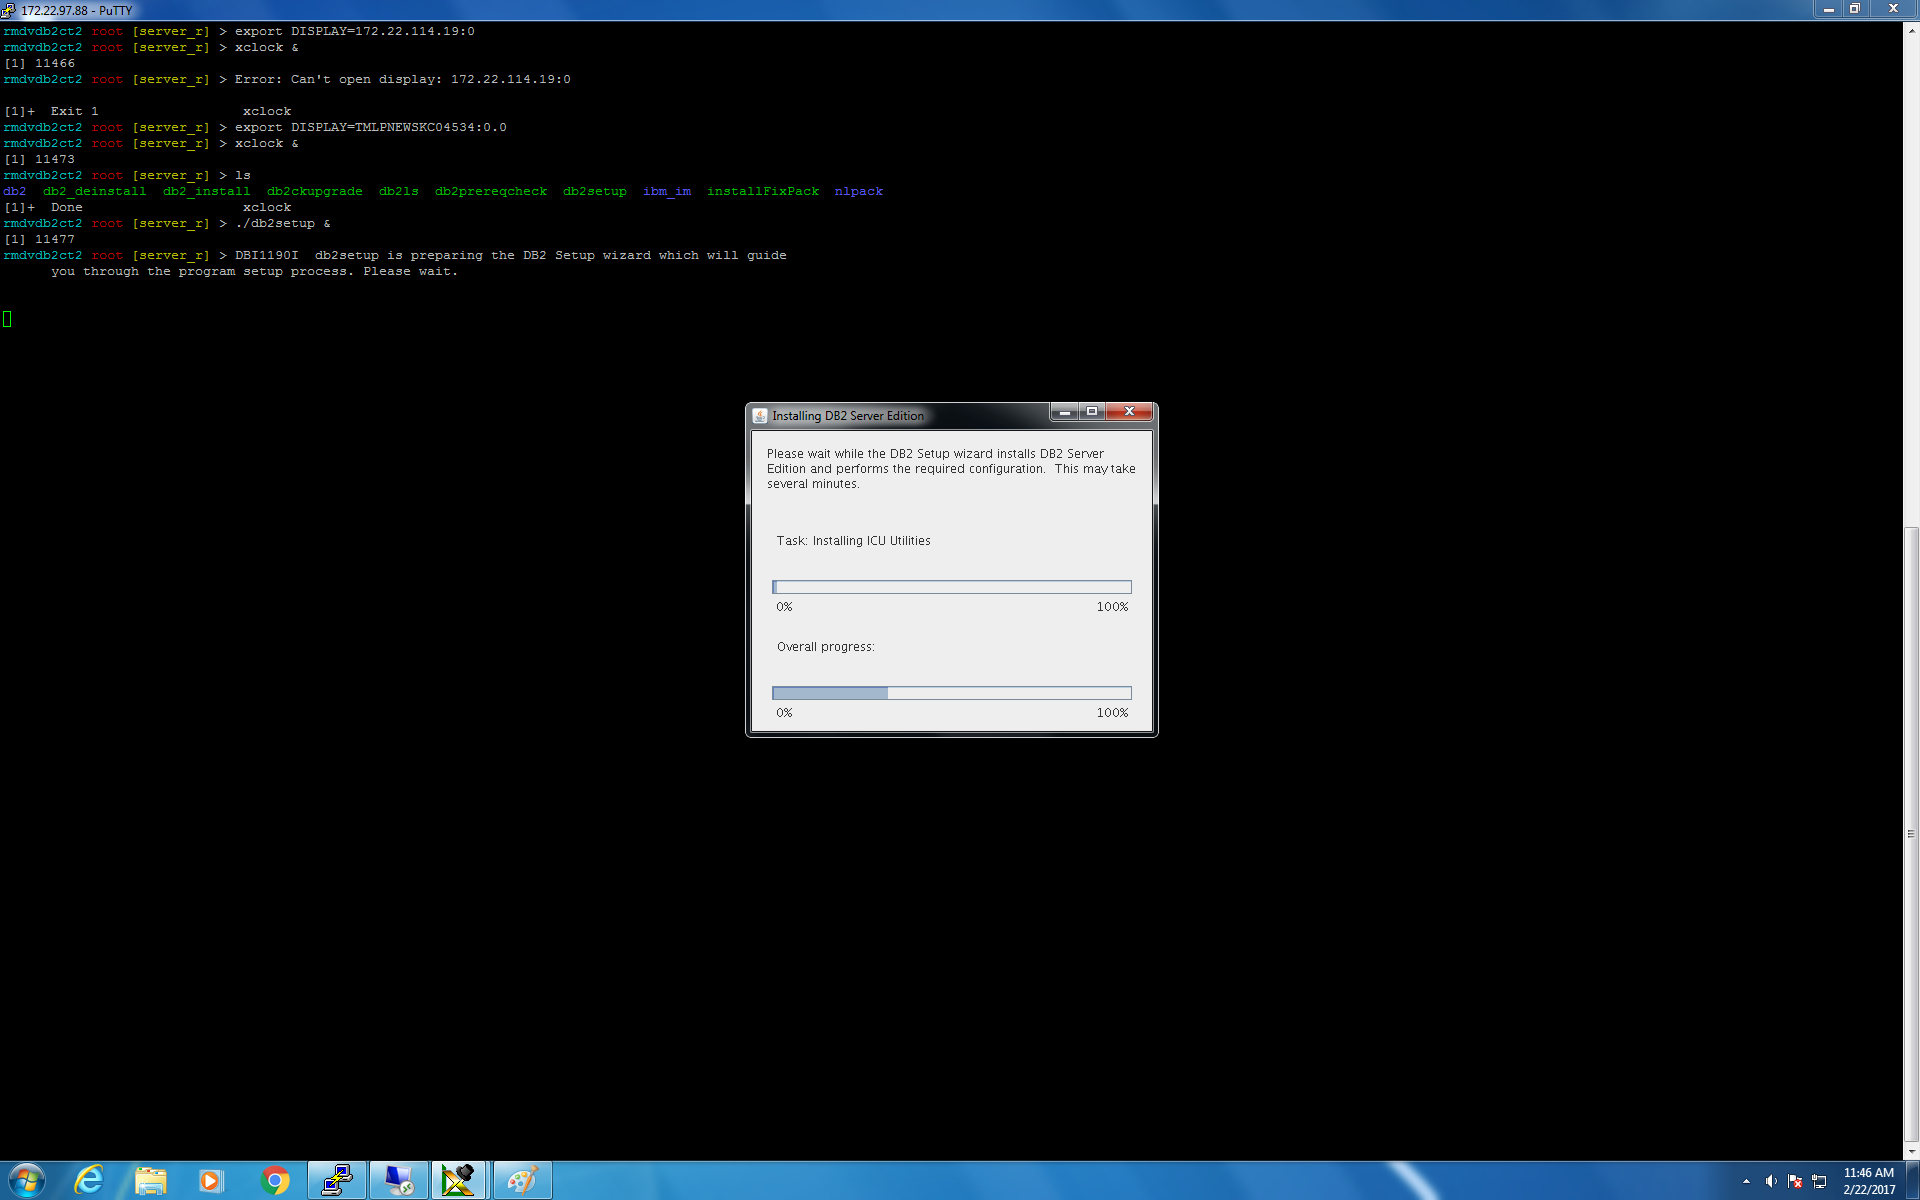 172.22.97.88 - PuTTY
rmdvdb2ct2 root [server_r] > export DISPLAY=172.22.114.19:0
rmdvdb2ct2 root [server_r] > xclock &
[1] 11466
rmdvdb2ct2 root [server_r] > Error: Can't open display: 172.22.114.19:0
[1]+  Exit 1                  xclock
rmdvdb2ct2 root [server_r] > export DISPLAY=TMLPNEWSKC04534:0.0
rmdvdb2ct2 root [server_r] > xclock &
[1] 11473
rmdvdb2ct2 root [server_r] > ls
db2  db2_deinstall  db2_install  db2ckupgrade  db2ls  db2prereqcheck  db2setup  ibm_im  installFixPack  nlpack
[1]+  Done                    xclock
rmdvdb2ct2 root [server_r] > ./db2setup &
[1] 11477
rmdvdb2ct2 root [server_r] > DBI1190I  db2setup is preparing the DB2 Setup wizard which will guide
      you through the program setup process. Please wait.
Installing DB2 Server Edition
Please wait while the DB2 Setup wizard installs DB2 Server
Edition and performs the required configuration.  This may take
several minutes.
Task: Installing ICU Utilities
0% 100%
Overall progress:
0% 100%
11:46 AM
2/22/2017